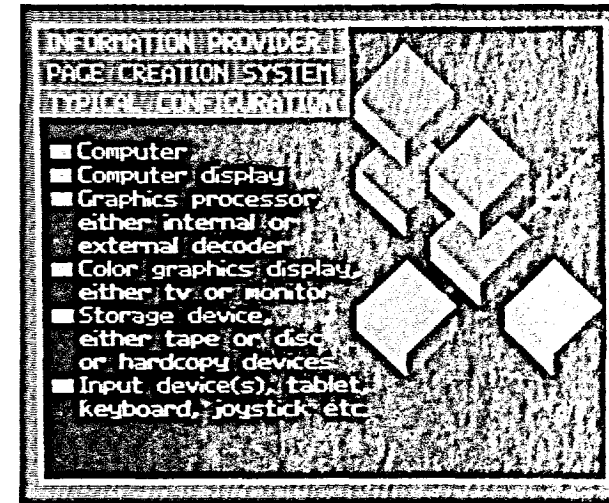 INFORMATION PROVIDER
PAGE CREATION SYSTEM
TYPICAL CONFIGURATION
Computer
Computer display
Graphics processor
either internal or
external decoder
Color graphics display,
either tv or monitor
Storage device,
either tape or disc
or hardcopy devices
Input device(s), tablet,
keyboard, joystick etc.